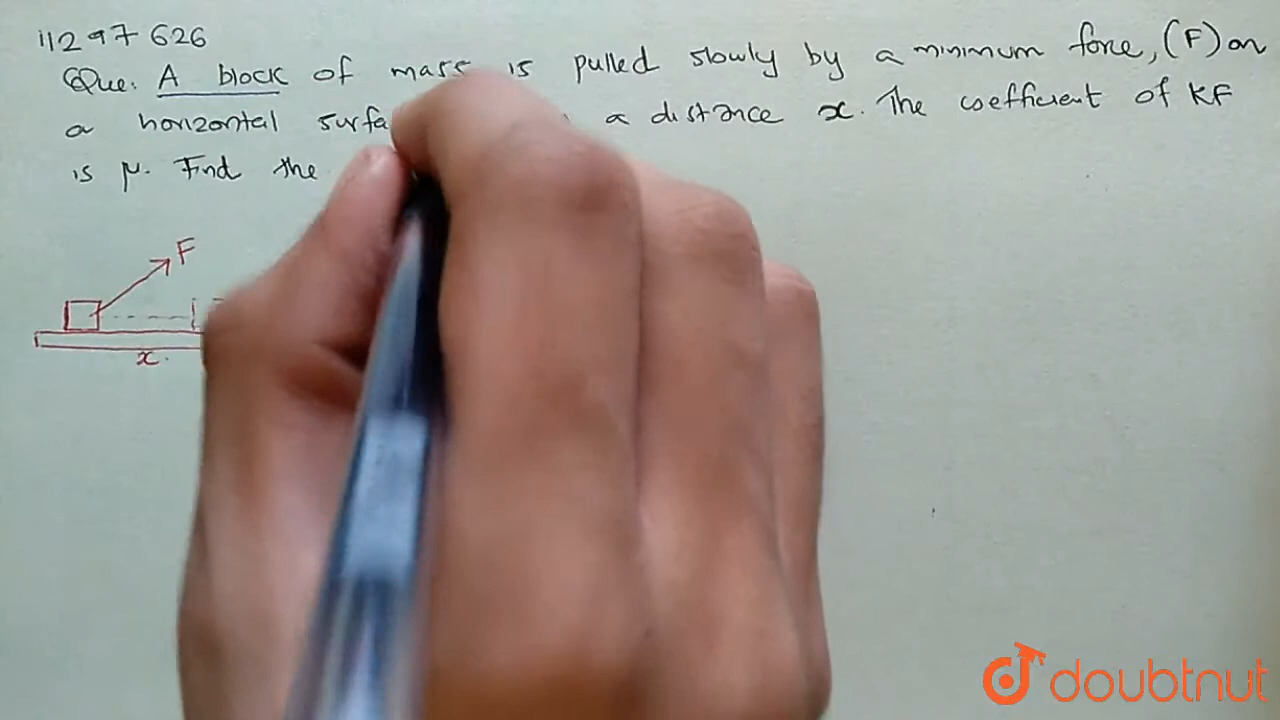 11297626
Que. A block of mass is pulled slowly by a minimum force, (F) on
a horizontal a distance x. The coefficient of KF
is μ. Find the
F
x.
doubtnut